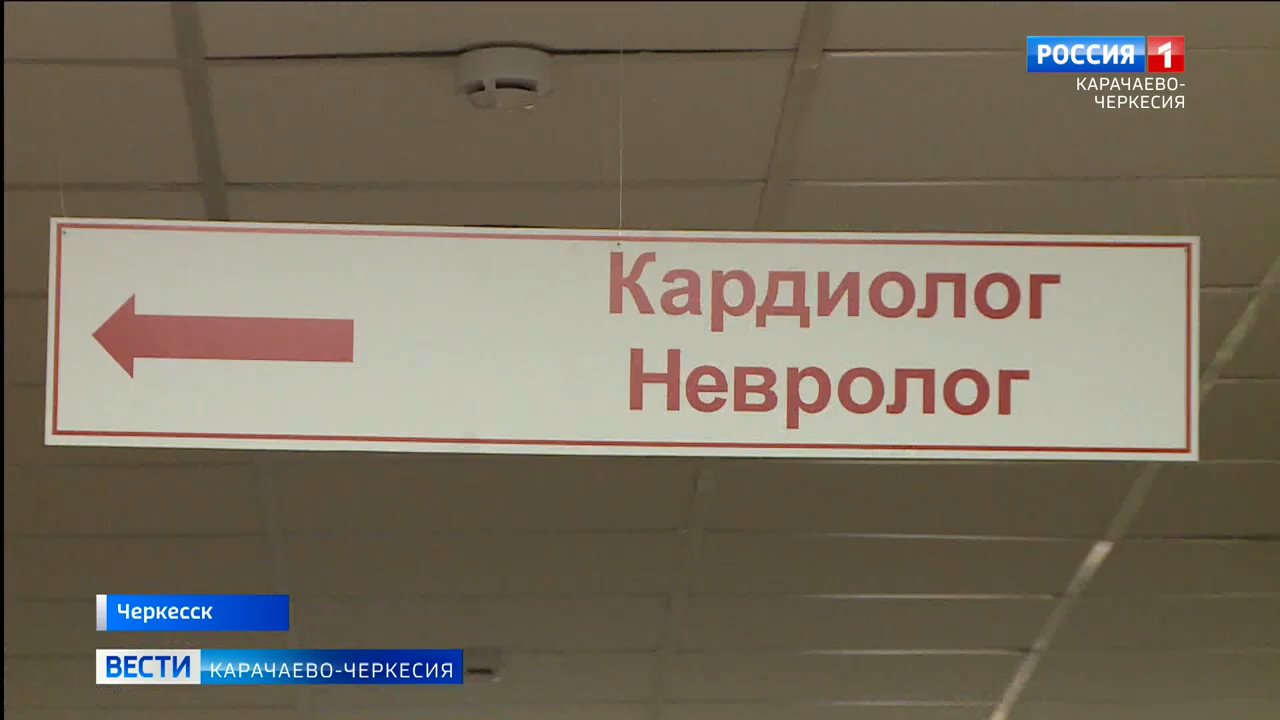 РОССИЯ 1
КАРАЧАЕВО-
ЧЕРКЕСИЯ
Кардиолог
Невролог
Черкесск
ВЕСТИ КАРАЧАЕВО-ЧЕРКЕСИЯ